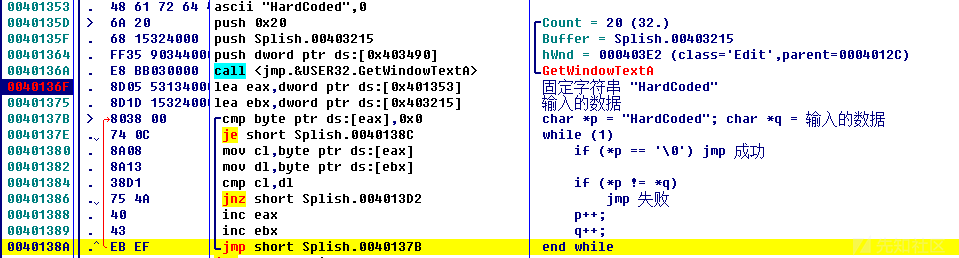 00401353 . 48 61 72 64 ascii "HardCoded",0
0040135D > 6A 20 push 0x20 Count = 20 (32.)
0040135F . 68 15324000 push Splish.00403215 Buffer = Splish.00403215
00401364 . FF35 90344000 push dword ptr ds:[0x403490] hWnd = 000403E2 (class='Edit',parent=0004012C)
0040136A . E8 BB030000 call <jmp.&USER32.GetWindowTextA> GetWindowTextA
0040136F . 8D05 53134000 lea eax,dword ptr ds:[0x401353] 固定字符串 "HardCoded"
00401375 . 8D1D 15324000 lea ebx,dword ptr ds:[0x403215] 输入的数据
0040137B > 8038 00 cmp byte ptr ds:[eax],0x0 char *p = "HardCoded"; char *q = 输入的数据
0040137E . 74 0C je short Splish.0040138C while (1)
00401380 . 8A08 mov cl,byte ptr ds:[eax] if (*p == '\0') jmp 成功
00401382 . 8A13 mov dl,byte ptr ds:[ebx]
00401384 . 38D1 cmp cl,dl if (*p != *q)
00401386 . 75 4A jnz short Splish.004013D2 jmp 失败
00401388 . 40 inc eax p++;
00401389 . 43 inc ebx q++;
0040138A .^ EB EF jmp short Splish.0040137B end while